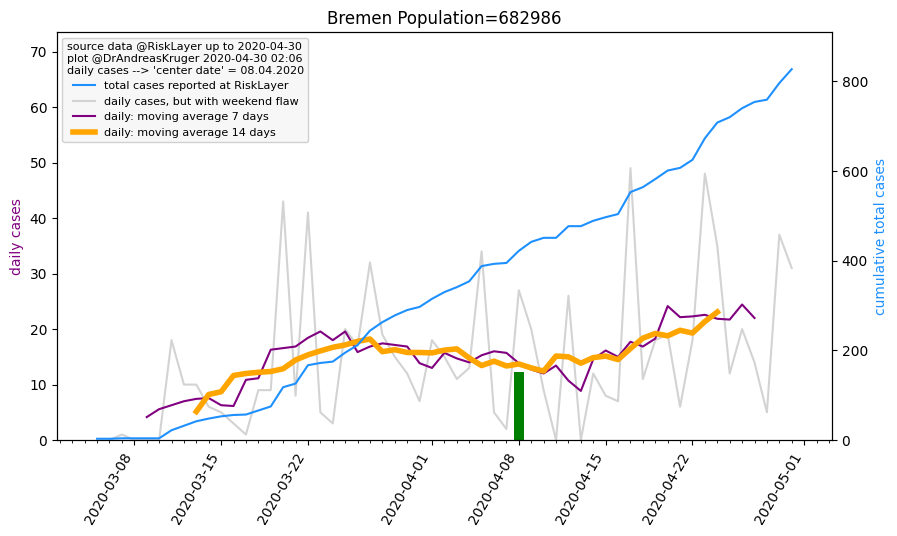 Bremen Population=682986
source data @RiskLayer up to 2020-04-30
plot @DrAndreasKruger 2020-04-30 02:06
daily cases --> 'center date' = 08.04.2020
total cases reported at RiskLayer
daily cases, but with weekend flaw
daily: moving average 7 days
daily: moving average 14 days
70
60
50
40
30
20
10
0
daily cases
800
600
400
200
0
cumulative total cases
2020-03-08
2020-03-15
2020-03-22
2020-04-01
2020-04-08
2020-04-15
2020-04-22
2020-05-01